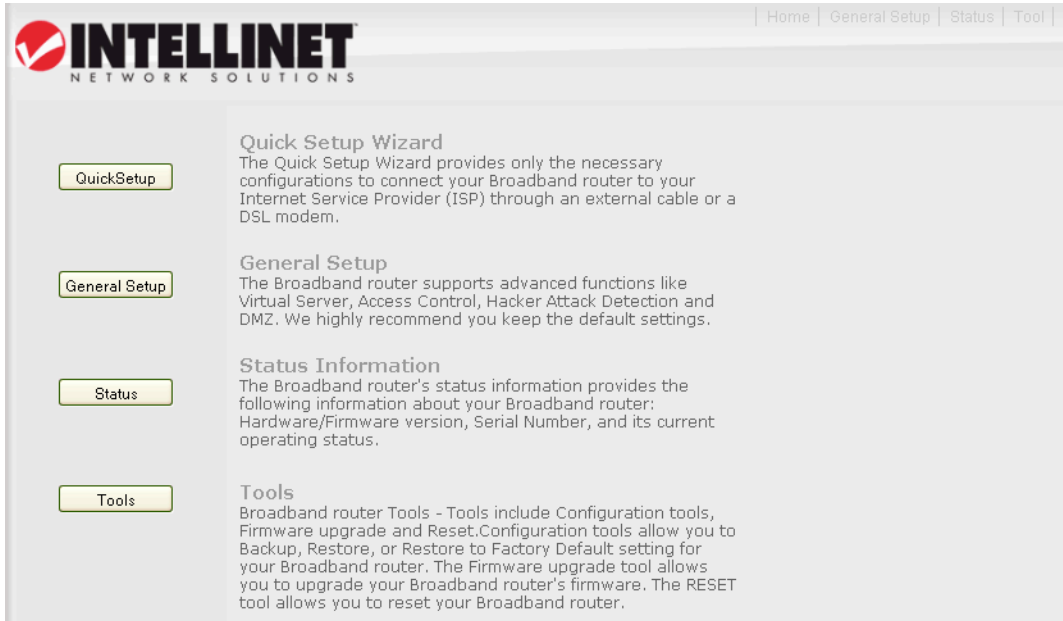 | Home | General Setup | Status | Tool |
INTELLINET
NETWORK SOLUTIONS
QuickSetup
Quick Setup Wizard
The Quick Setup Wizard provides only the necessary
configurations to connect your Broadband router to your
Internet Service Provider (ISP) through an external cable or a
DSL modem.
General Setup
General Setup
The Broadband router supports advanced functions like
Virtual Server, Access Control, Hacker Attack Detection and
DMZ. We highly recommend you keep the default settings.
Status
Status Information
The Broadband router's status information provides the
following information about your Broadband router:
Hardware/Firmware version, Serial Number, and its current
operating status.
Tools
Tools
Broadband router Tools - Tools include Configuration tools,
Firmware upgrade and Reset.Configuration tools allow you to
Backup, Restore, or Restore to Factory Default setting for
your Broadband router. The Firmware upgrade tool allows
you to upgrade your Broadband router's firmware. The RESET
tool allows you to reset your Broadband router.